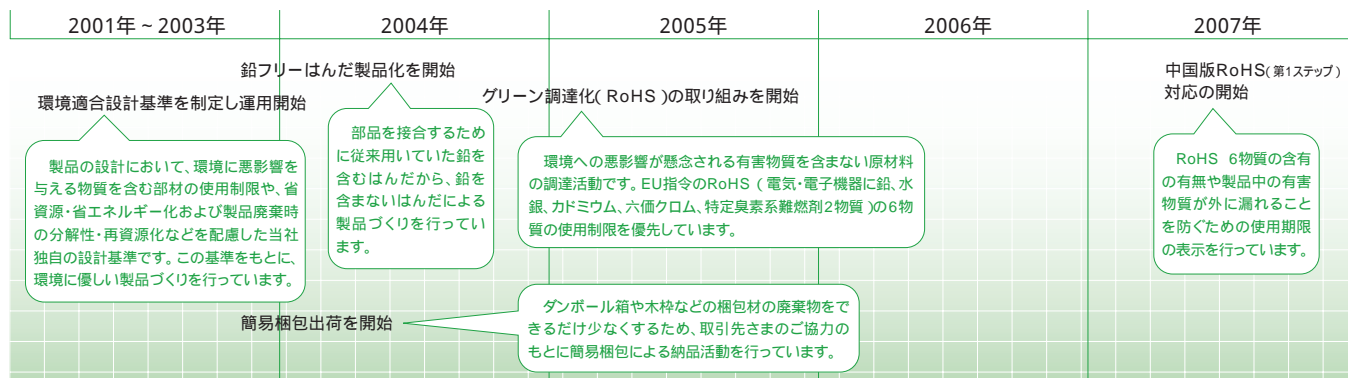 2001年～2003年
2004年
2005年
2006年
2007年
鉛フリーはんだ製品化を開始
環境適合設計基準を制定し運用開始
グリーン調達化(RoHS)の取り組みを開始
中国版RoHS(第1ステップ)
対応の開始
製品の設計において、環境に悪影響を
与える物質を含む部材の使用制限や、省
資源・省エネルギー化および製品廃棄時
の分解性・再資源化などを配慮した当社
独自の設計基準です。この基準をもとに、
環境に優しい製品づくりを行っています。
部品を接合するため
に従来用いていた鉛を
含むはんだから、鉛を
含まないはんだによる
製品づくりを行ってい
ます。
環境への悪影響が懸念される有害物質を含まない原材料
の調達活動です。EU指令のRoHS（電気・電子機器に鉛、水
銀、カドミウム、六価クロム、特定臭素系難燃剤2物質）の6物
質の使用制限を優先しています。
RoHS 6物質の含有
の有無や製品中の有害
物質が外に漏れること
を防ぐための使用期限
の表示を行っています。
簡易梱包出荷を開始
ダンボール箱や木枠などの梱包材の廃棄物をで
きるだけ少なくするため、取引先さまのご協力の
もとに簡易梱包による納品活動を行っています。